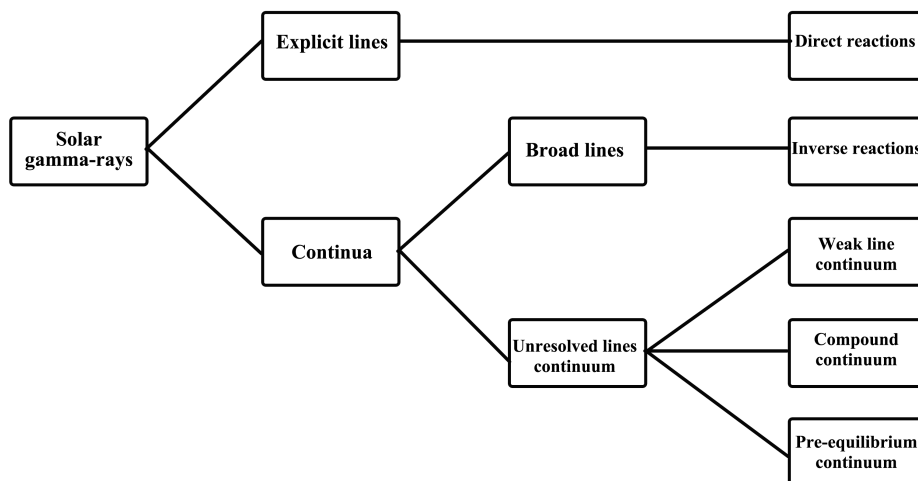 Explicit lines
Direct reactions
Solar
gamma-rays
Broad lines
Inverse reactions
Continua
Weak line
continuum
Unresolved lines
continuum
Compound
continuum
Pre-equilibrium
continuum